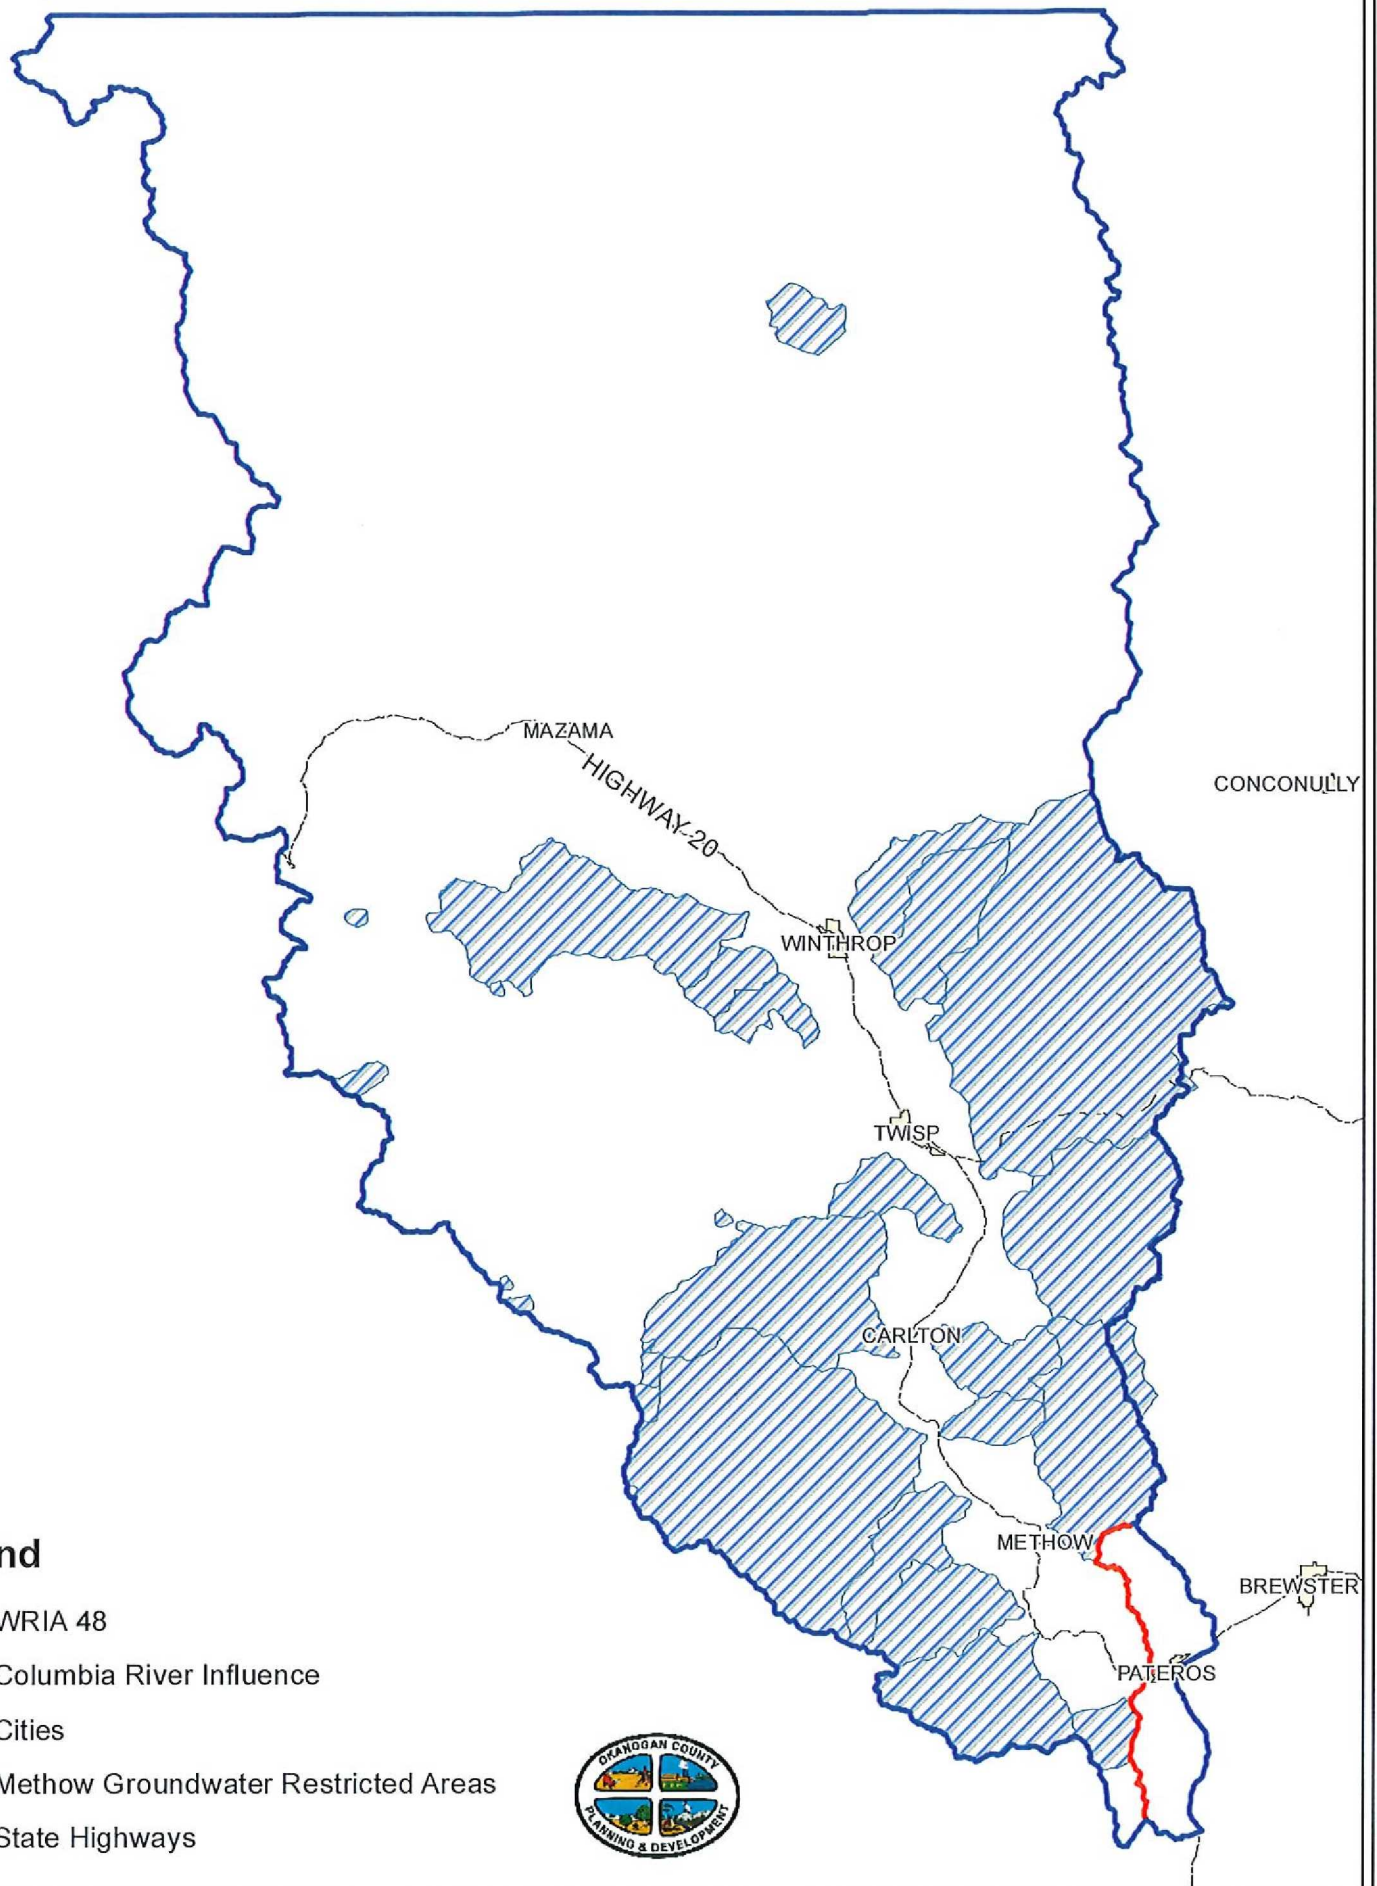 MAZAMA
HIGHWAY 20
CONCONULLY
WINTHROP
TWISP
CARLTON
METHOW
BREWSTER
PATEROS
nd
WRIA 48
Columbia River Influence
Cities
Methow Groundwater Restricted Areas
State Highways
OKANOGAN COUNTY
PLANNING & DEVELOPMENT